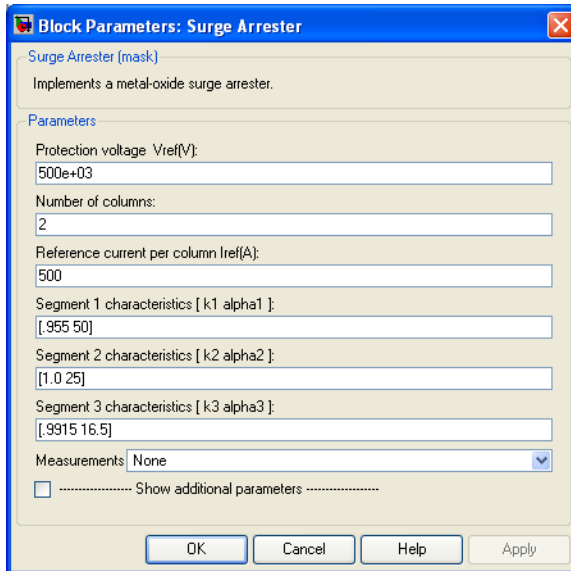 Block Parameters: Surge Arrester
Surge Arrester (mask)
Implements a metal-oxide surge arrester.
Parameters
Protection voltage Vref(V):
500e+03
Number of columns:
2
Reference current per column Iref(A):
500
Segment 1 characteristics [ k1 alpha1 ]:
[.955 50]
Segment 2 characteristics [ k2 alpha2 ]:
[1.0 25]
Segment 3 characteristics [ k3 alpha3 ]:
[.9915 16.5]
Measurements None
------------------ Show additional parameters ------------------
OK Cancel Help Apply